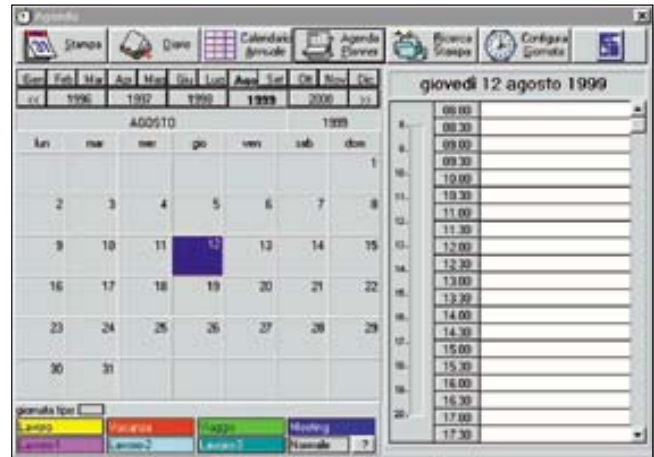 Agenda
Stampa Diario Calendario Annuale Agenda Planner Ricerca Stampa Configura Giornata
Gen Feb Mar Apr Mag Giu Lug Ago Set Ott Nov Dic
<< 1996 1997 1998 1999 2000 >>
AGOSTO 1999
lun mar mer gio ven sab dom
1
2 3 4 5 6 7 8
9 10 11 12 13 14 15
16 17 18 19 20 21 22
23 24 25 26 27 28 29
30 31
giornata tipo
Lavoro Vacanza Viaggio Meeting
Lavoro1 Lavoro2 Lavoro3 Normale ?
giovedì 12 agosto 1999
08:00
08:30
09:00
09:30
10:00
10:30
11:00
11:30
12:00
12:30
13:00
13:30
14:00
14:30
15:00
15:30
16:00
16:30
17:00
17:30